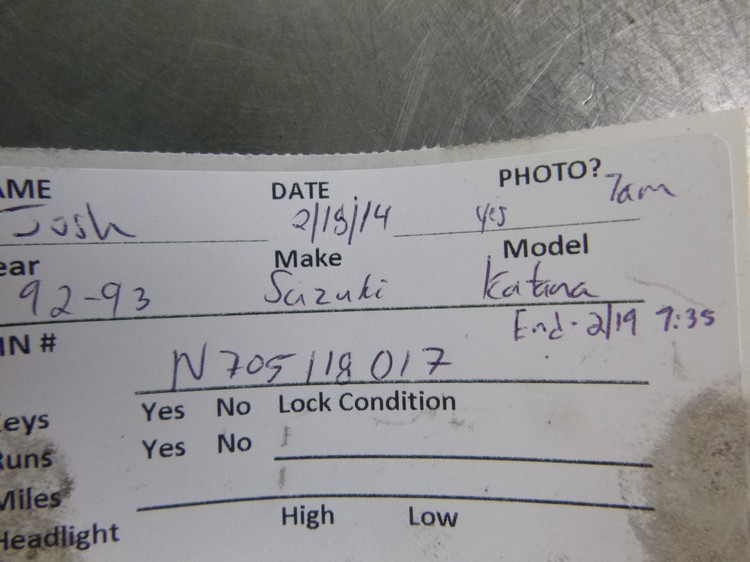 AME DATE PHOTO? 7am
Josh 2/18/14 yes
ear Make Model
92-93 Suzuki Katana
IN # End - 2/19 7:35
N705118017
eys Yes No Lock Condition
Runs Yes No
Miles
Headlight High Low